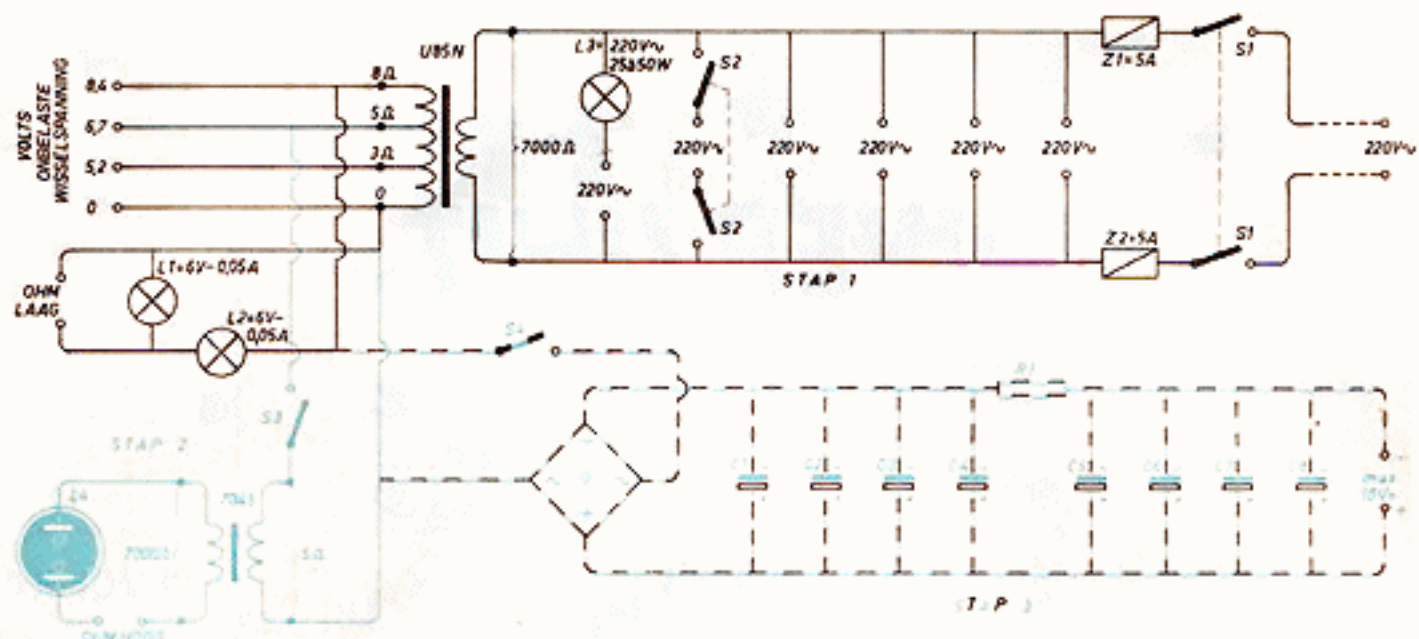 VOLTS
ONBELASTE
WISSELSPANNING
8,4
6,7
5,2
0
8Ω
5Ω
3Ω
0
U85N
7000Ω
L3= 220V~
25à50W
220V~
S2
S2
220V~
220V~
220V~
220V~
220V~
Z1=5A
S1
220V~
Z2=5A
S1
STAP 1
OHM
LAAG
L1=6V-0,05A
L2=6V-
0,05A
S4
S3
STAP 2
L4
7000Ω
5Ω
R1
C1
C2
C3
C4
C5
C6
C7
C8
max
10V=
STAP 3